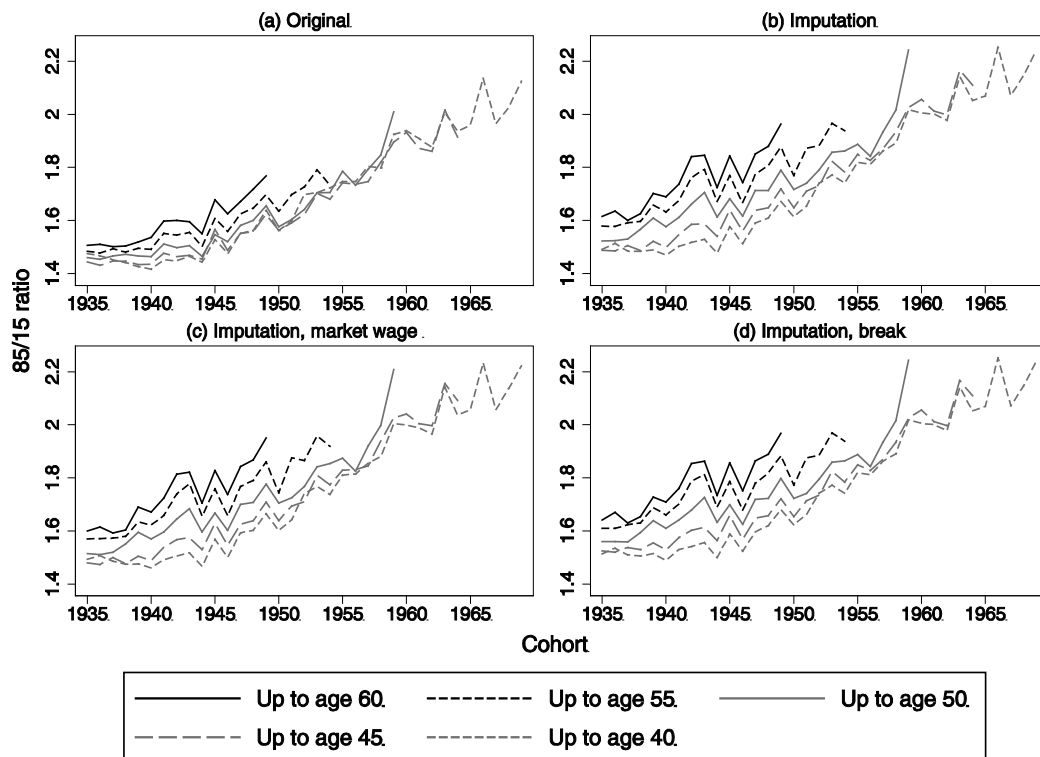 (a) Original
(b) Imputation
2.2
2
1.8
1.6
1.4
1935 1940 1945 1950 1955 1960 1965
1.4 1.6 1.8 2 2.2
1935 1940 1945 1950 1955 1960 1965
(c) Imputation, market wage
(d) Imputation, break
2.2
2
1.8
1.6
1.4
1935 1940 1945 1950 1955 1960 1965
1.4 1.6 1.8 2 2.2
1935 1940 1945 1950 1955 1960 1965
85/15 ratio
Cohort
Up to age 60 Up to age 55 Up to age 50
Up to age 45 Up to age 40